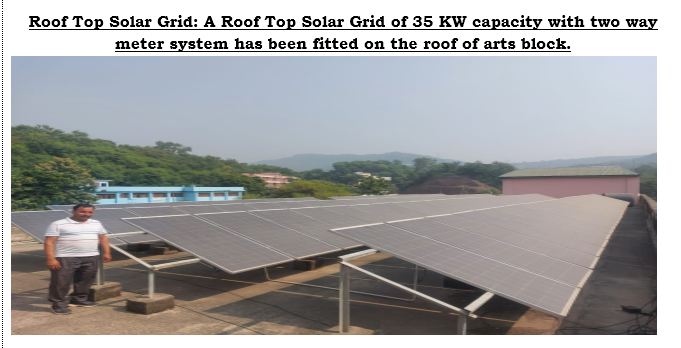 Roof Top Solar Grid: A Roof Top Solar Grid of 35 KW capacity with two way
meter system has been fitted on the roof of arts block.